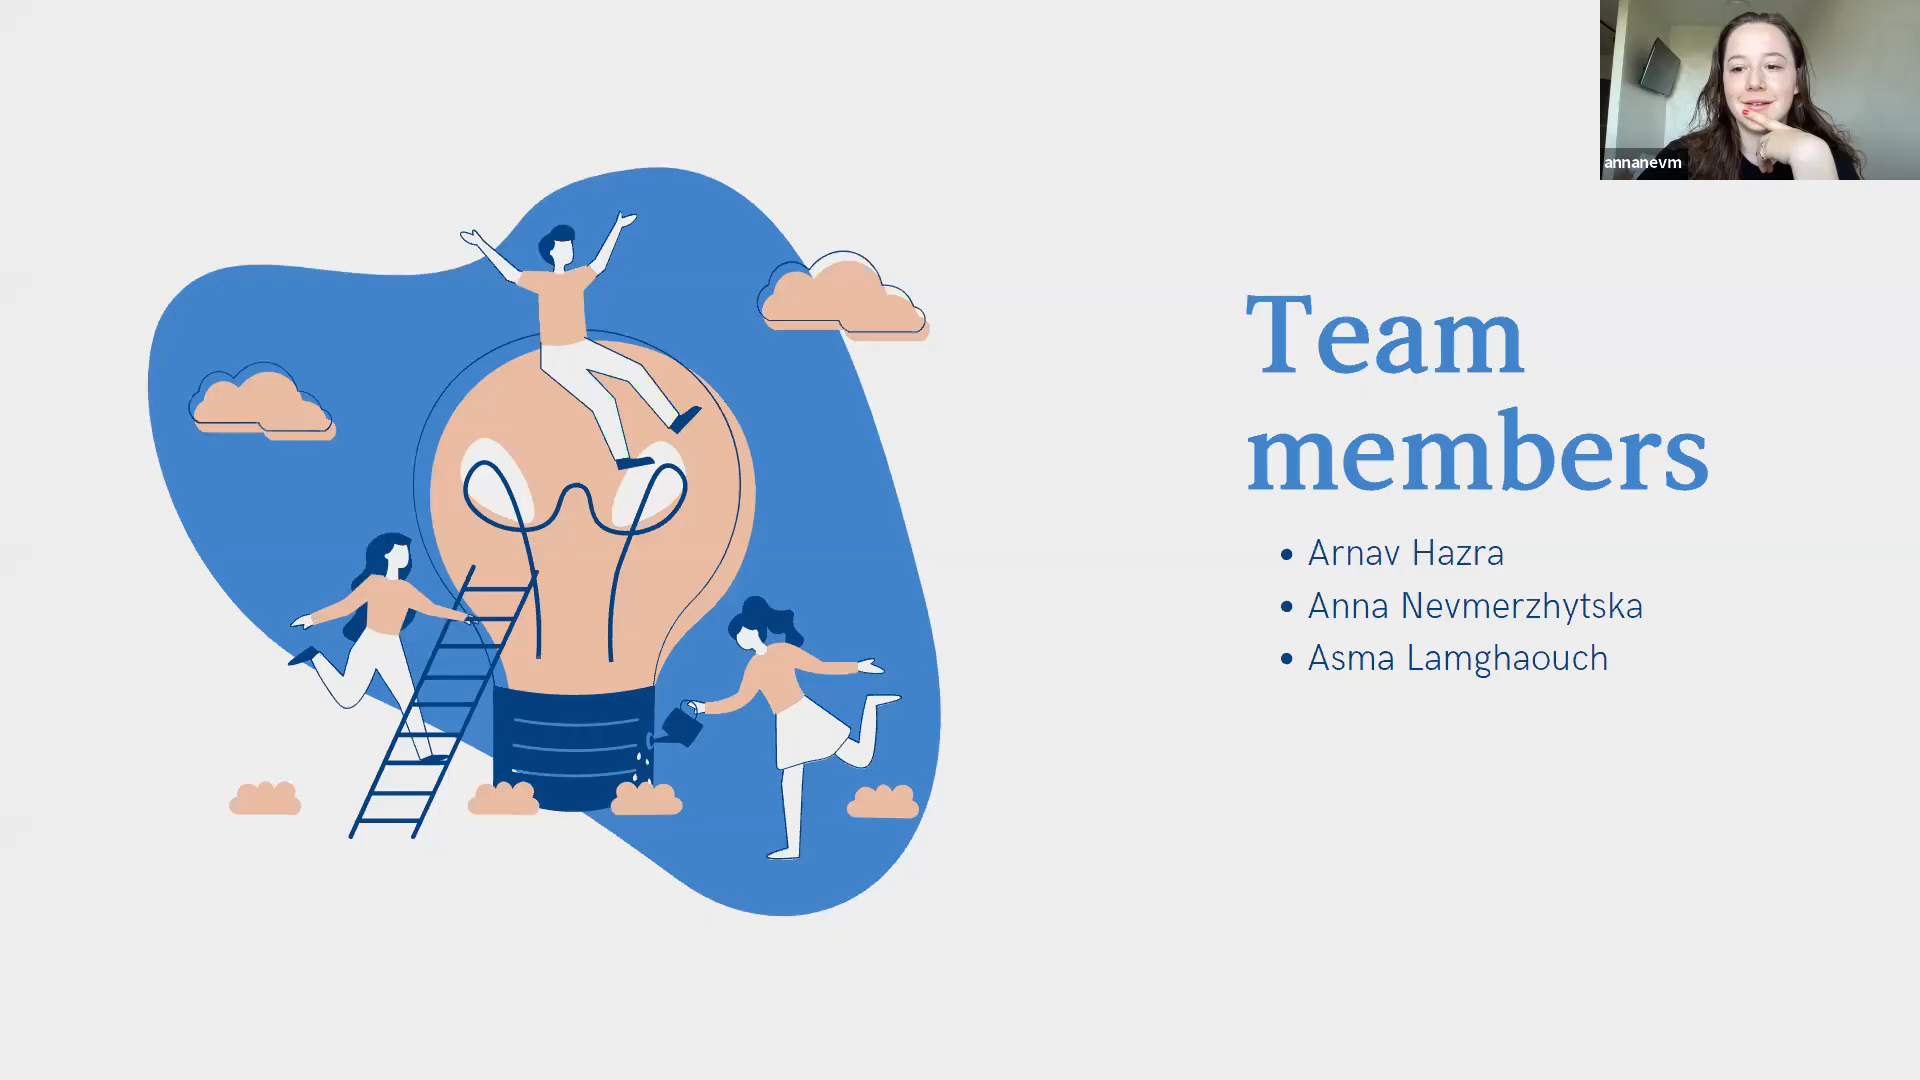 annanevm
Team
members
• Arnav Hazra
• Anna Nevmerzhytska
• Asma Lamghaouch